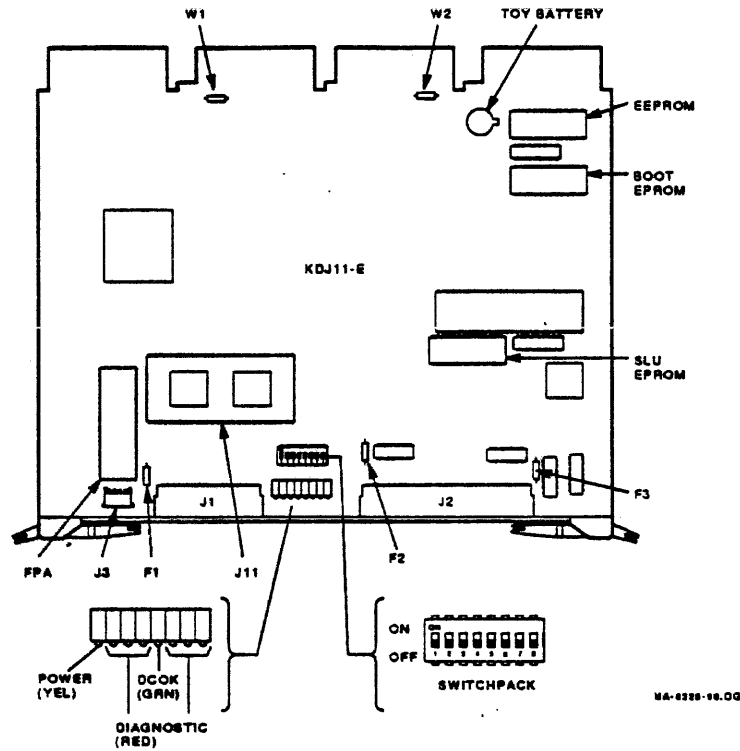 W1
W2
TOY BATTERY
EEPROM
BOOT
EPROM
KDJ11-E
SLU
EPROM
J1
J2
F3
FPA
J3
F1
J11
F2
ON
OFF
ON
1 2 3 4 5 6 7 8
SWITCHPACK
POWER
(YEL)
DCOK
(GRN)
DIAGNOSTIC
(RED)